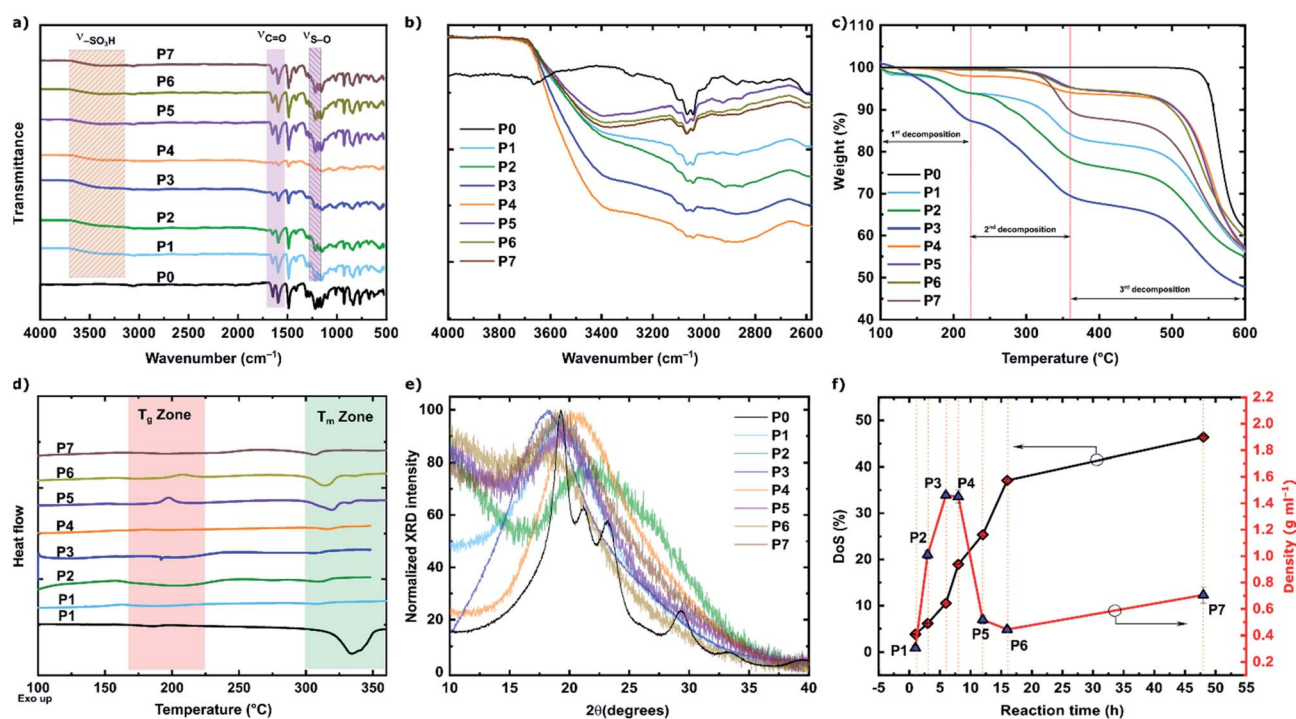 a)
ν–SO₃H
νC=O
νS–O
P7
P6
P5
P4
P3
P2
P1
P0
Transmittance
4000 3500 3000 2500 2000 1500 1000 500
Wavenumber (cm⁻¹)
b)
P0
P1
P2
P3
P4
P5
P6
P7
4000 3800 3600 3400 3200 3000 2800 2600
Wavenumber (cm⁻¹)
c)
110
100
90
80
70
60
50
40
Weight (%)
1st decomposition
2nd decomposition
3rd decomposition
P0
P1
P2
P3
P4
P5
P6
P7
100 200 300 400 500 600
Temperature (°C)
d)
Tg Zone
Tm Zone
P7
P6
P5
P4
P3
P2
P1
P1
Heat flow
100 150 200 250 300 350
Exo up
Temperature (°C)
e)
100
80
60
40
20
0
Normalized XRD intensity
P0
P1
P2
P3
P4
P5
P6
P7
10 15 20 25 30 35 40
2θ(degrees)
f)
50
40
30
20
10
0
DoS (%)
P1
P2
P3
P4
P5
P6
P7
2.2
2.0
1.8
1.6
1.4
1.2
1.0
0.8
0.6
0.4
0.2
Density (g ml⁻¹)
-5 0 5 10 15 20 25 30 35 40 45 50 55
Reaction time (h)